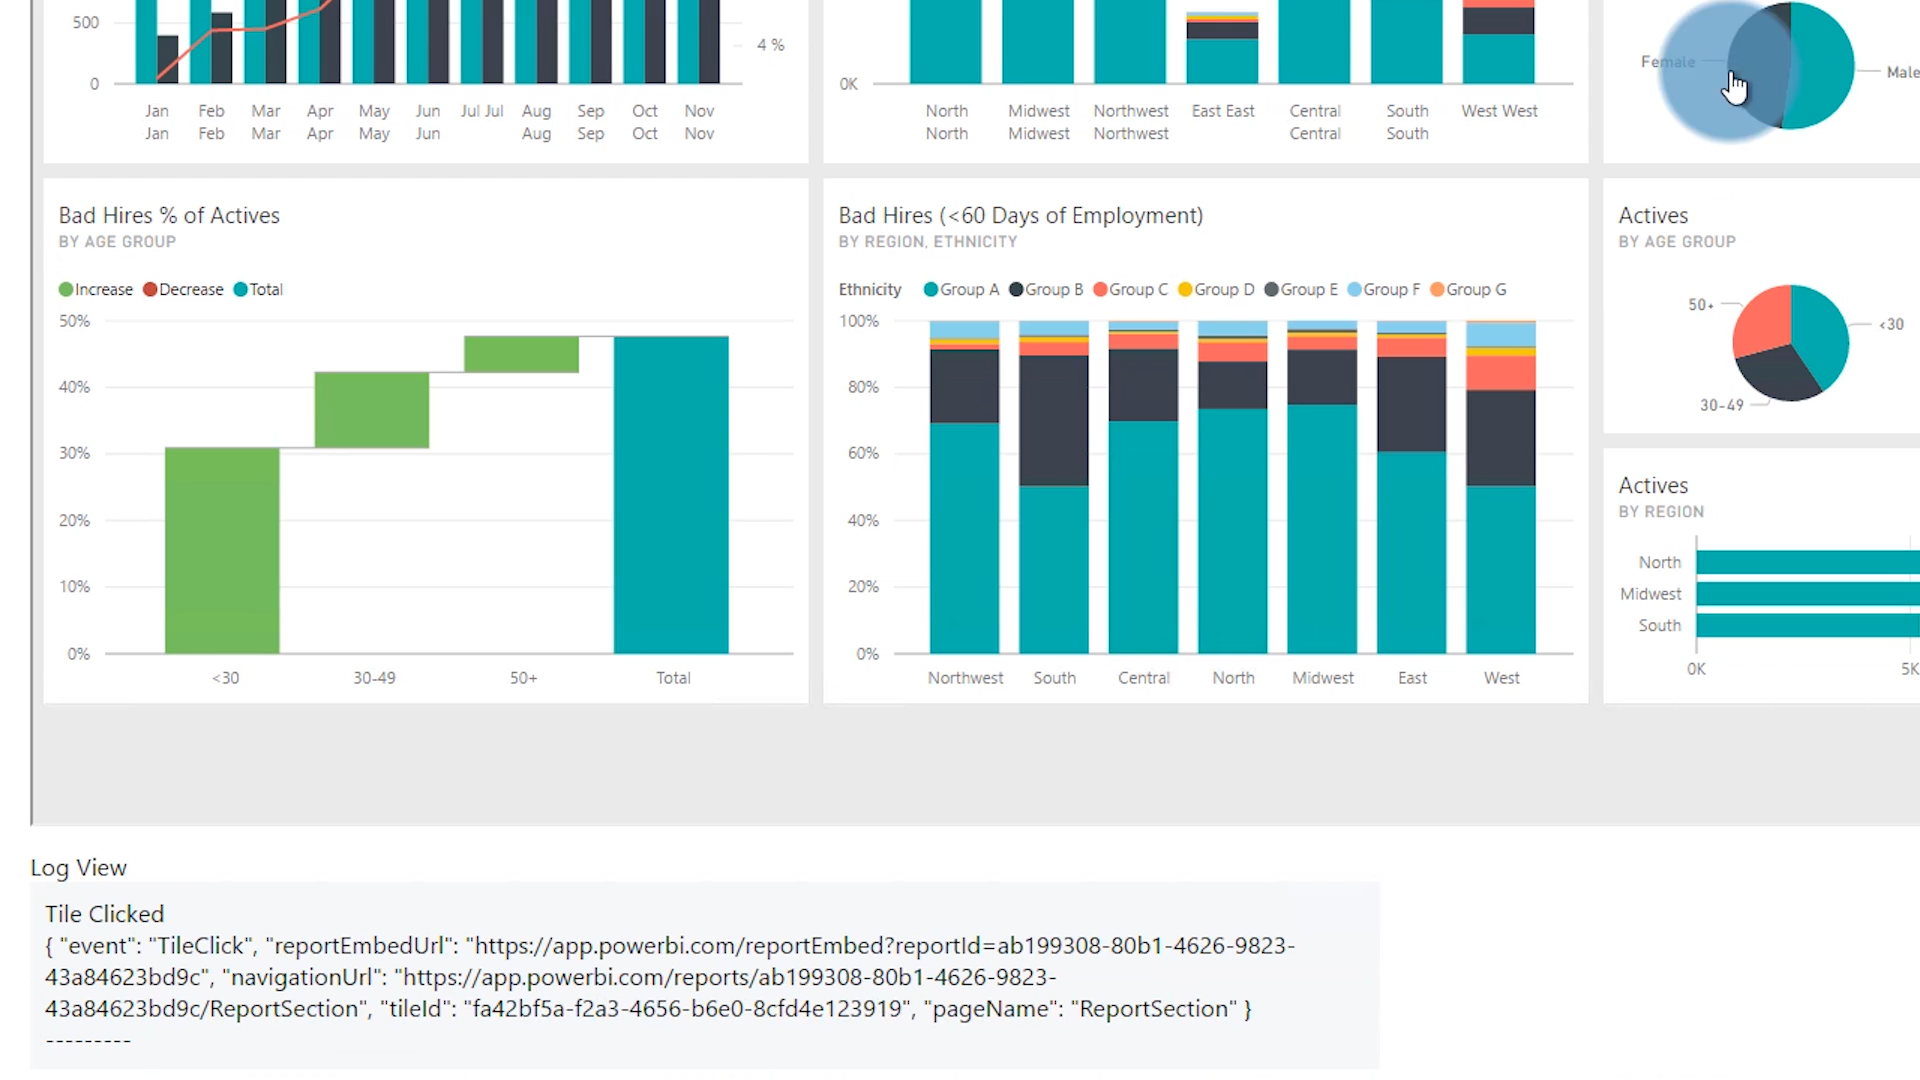 500
0
4 %
Jan Feb Mar Apr May Jun Jul Jul Aug Sep Oct Nov
Jan Feb Mar Apr May Jun Aug Sep Oct Nov
0K
North Midwest Northwest East East Central South West West
North Midwest Northwest Central South
Female
Male
Bad Hires % of Actives
BY AGE GROUP
Increase Decrease Total
50%
40%
30%
20%
10%
0%
<30 30-49 50+ Total
Bad Hires (<60 Days of Employment)
BY REGION, ETHNICITY
Ethnicity Group A Group B Group C Group D Group E Group F Group G
100%
80%
60%
40%
20%
0%
Northwest South Central North Midwest East West
Actives
BY AGE GROUP
50+
<30
30-49
Actives
BY REGION
North
Midwest
South
0K 5K
Log View
Tile Clicked
{ "event": "TileClick", "reportEmbedUrl": "https://app.powerbi.com/reportEmbed?reportId=ab199308-80b1-4626-9823-
43a84623bd9c", "navigationUrl": "https://app.powerbi.com/reports/ab199308-80b1-4626-9823-
43a84623bd9c/ReportSection", "tileId": "fa42bf5a-f2a3-4656-b6e0-8cfd4e123919", "pageName": "ReportSection" }
---------